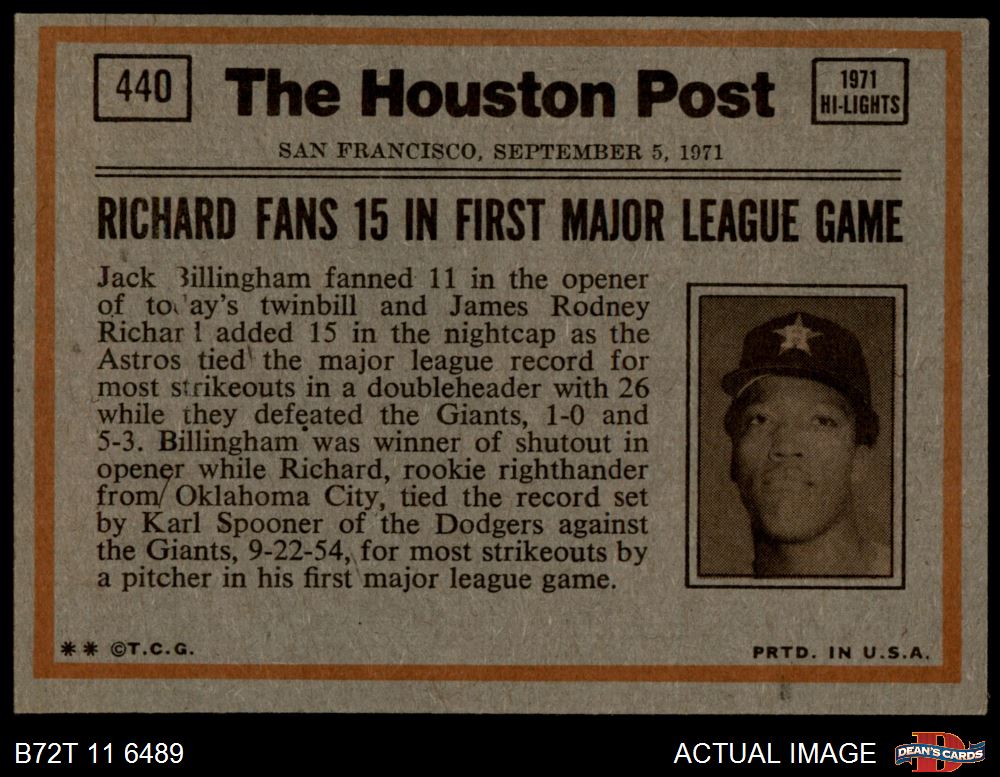 440
The Houston Post
1971
HI-LIGHTS
SAN FRANCISCO, SEPTEMBER 5, 1971
RICHARD FANS 15 IN FIRST MAJOR LEAGUE GAME
Jack Billingham fanned 11 in the opener
of today's twinbill and James Rodney
Richard added 15 in the nightcap as the
Astros tied the major league record for
most strikeouts in a doubleheader with 26
while they defeated the Giants, 1-0 and
5-3. Billingham was winner of shutout in
opener while Richard, rookie righthander
from Oklahoma City, tied the record set
by Karl Spooner of the Dodgers against
the Giants, 9-22-54, for most strikeouts by
a pitcher in his first major league game.
** ©T.C.G.
PRTD. IN U.S.A.
B72T 11 6489
ACTUAL IMAGE
DEAN'S CARDS